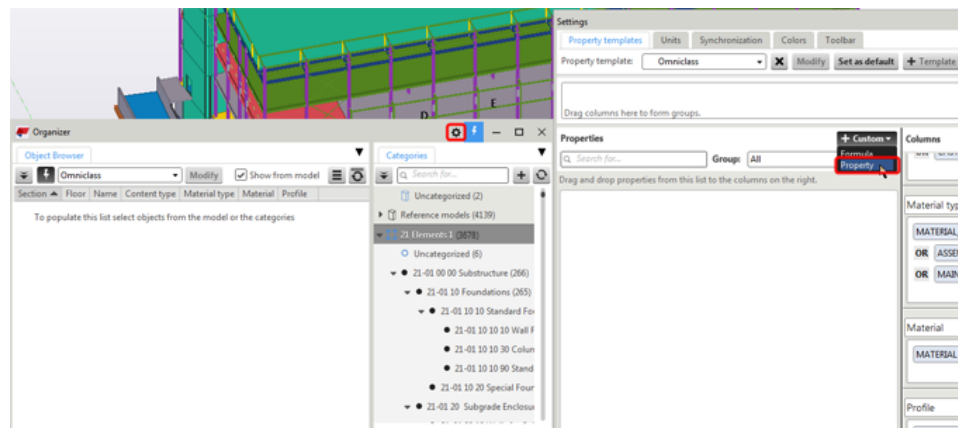 D
E
Organizer
Object Browser
Omniclass
Modify
Show from model
Section Floor Name Content type Material type Material Profile
To populate this list select objects from the model or the categories
Categories
Search for...
Uncategorized (2)
Reference models (4139)
21 Elements 1 (3678)
Uncategorized (6)
21-01 00 00 Substructure (266)
21-01 10 Foundations (265)
21-01 10 10 Standard Fou
21-01 10 10 10 Wall F
21-01 10 10 30 Colum
21-01 10 10 90 Stand
21-01 10 20 Special Four
21-01 20 Subgrade Enclosu
Settings
Property templates Units Synchronization Colors Toolbar
Property template: Omniclass Modify Set as default + Template
Drag columns here to form groups.
Properties
+ Custom
Formula
Property
Search for... Group: All
Drag and drop properties from this list to the columns on the right.
Columns
Material typ
MATERIAL
OR ASSE
OR MAIN
Material
MATERIAL
Profile